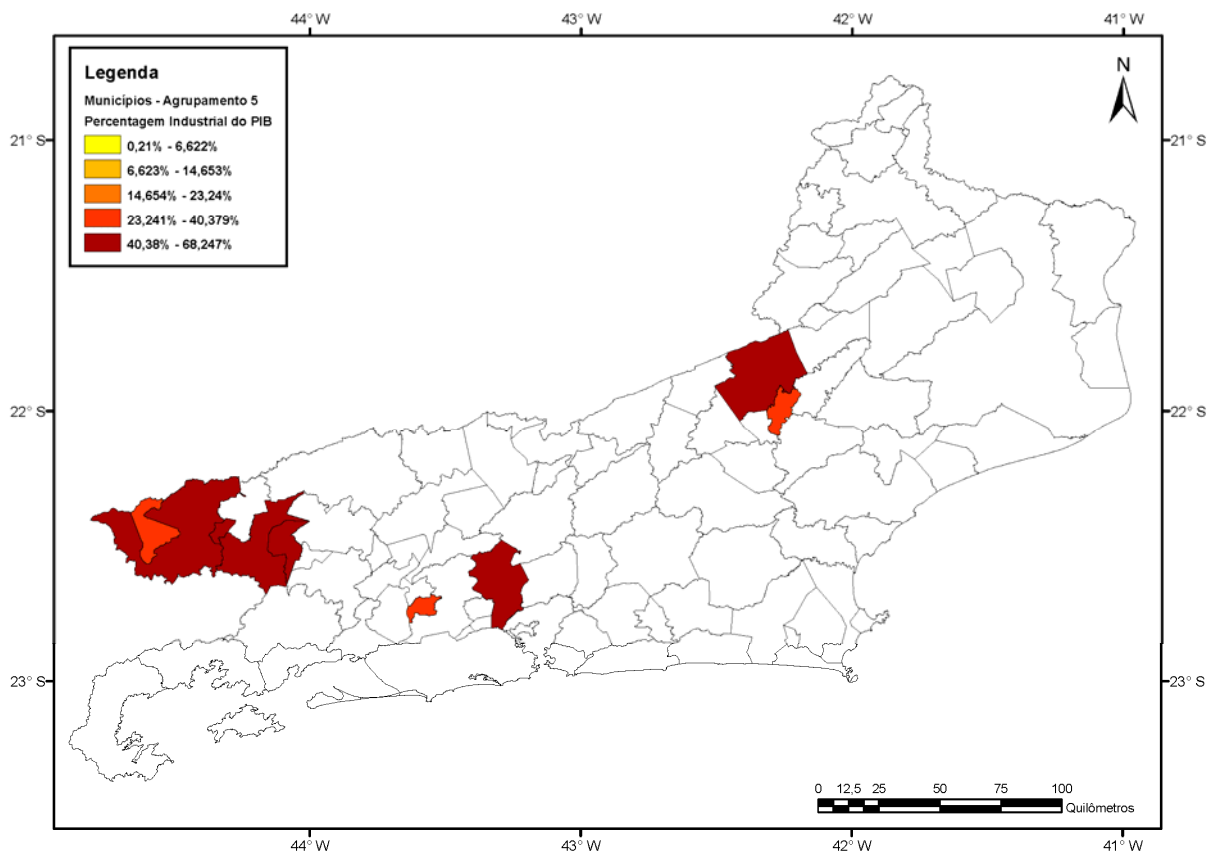 44° W 43° W 42° W 41° W
Legenda
Municípios - Agrupamento 5
Percentagem Industrial do PIB
0,21% - 6,622%
6,623% - 14,653%
14,654% - 23,24%
23,241% - 40,379%
40,38% - 68,247%
N
21° S 21° S
22° S 22° S
23° S 23° S
0 12,5 25 50 75 100
Quilômetros
44° W 43° W 42° W 41° W